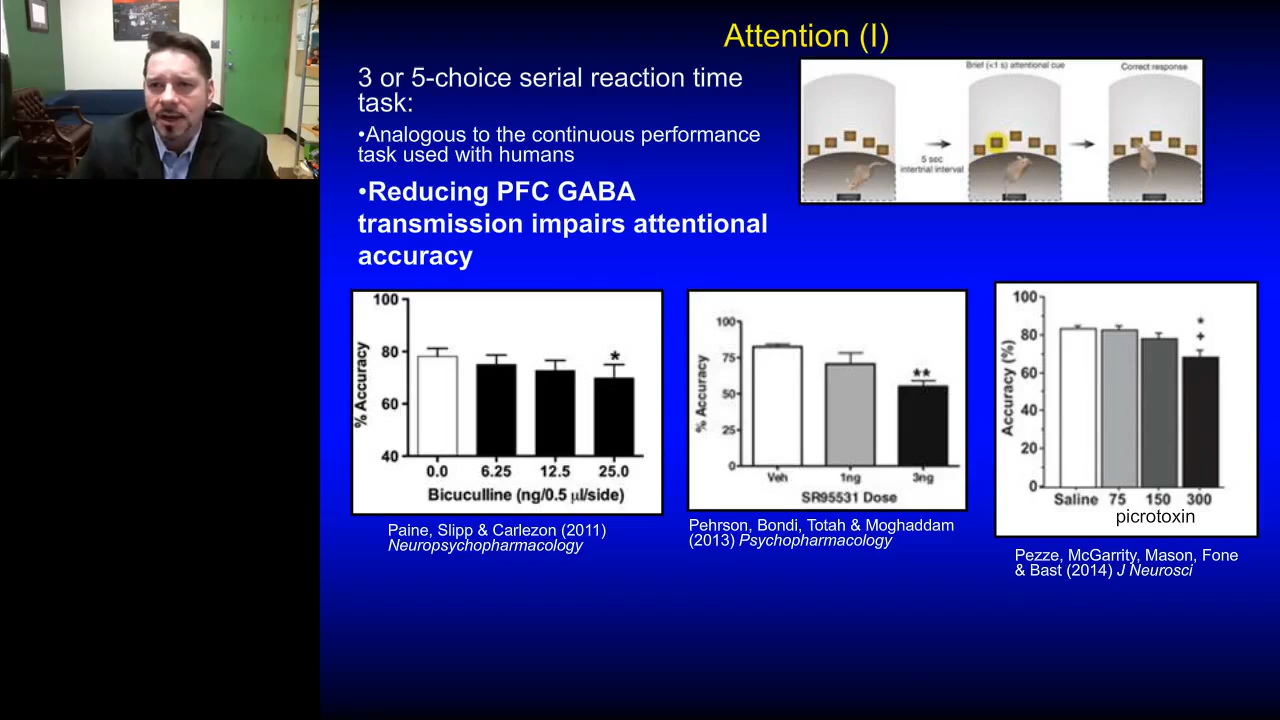 Attention (I)
3 or 5-choice serial reaction time
task:
•Analogous to the continuous performance
task used with humans
•Reducing PFC GABA
transmission impairs attentional
accuracy
Brief (<1 s) attentional cue
Correct response
5 sec
intertrial interval
100
80
60
40
% Accuracy
*
0.0 6.25 12.5 25.0
Bicuculline (ng/0.5 μl/side)
Paine, Slipp & Carlezon (2011)
Neuropsychopharmacology
100
75
50
25
0
% Accuracy
**
Veh 1ng 3ng
SR95531 Dose
Pehrson, Bondi, Totah & Moghaddam
(2013) Psychopharmacology
100
80
60
40
20
0
Accuracy (%)
*
+
Saline 75 150 300
picrotoxin
Pezze, McGarrity, Mason, Fone
& Bast (2014) J Neurosci